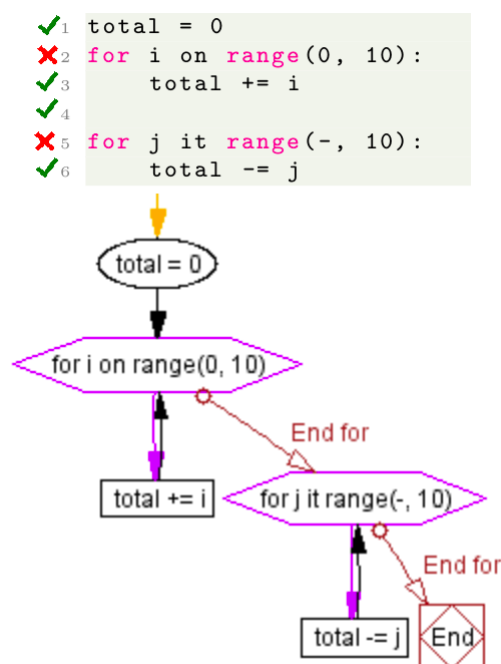 1 total = 0
2 for i on range(0, 10):
3     total += i
4
5 for j it range(-, 10):
6     total -= j
total = 0
for i on range(0, 10)
End for
total += i
for j it range(-, 10)
End for
total -= j
End